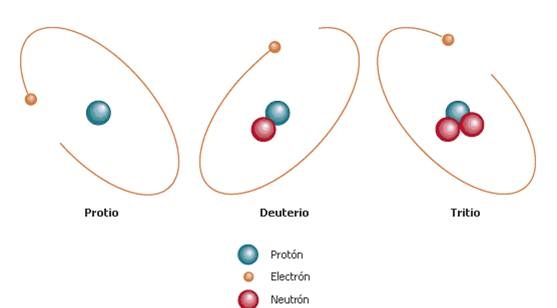 Protio Deuterio Tritio
Protón
Electrón
Neutrón